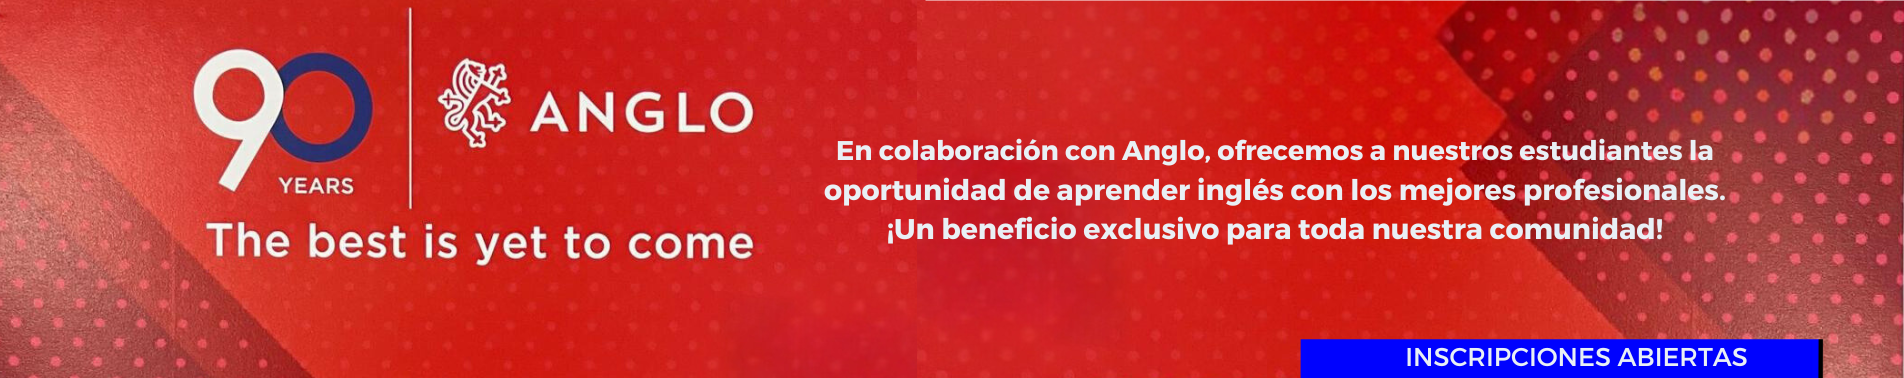 90
YEARS
ANGLO
The best is yet to come
En colaboración con Anglo, ofrecemos a nuestros estudiantes la
oportunidad de aprender inglés con los mejores profesionales.
¡Un beneficio exclusivo para toda nuestra comunidad!
INSCRIPCIONES ABIERTAS